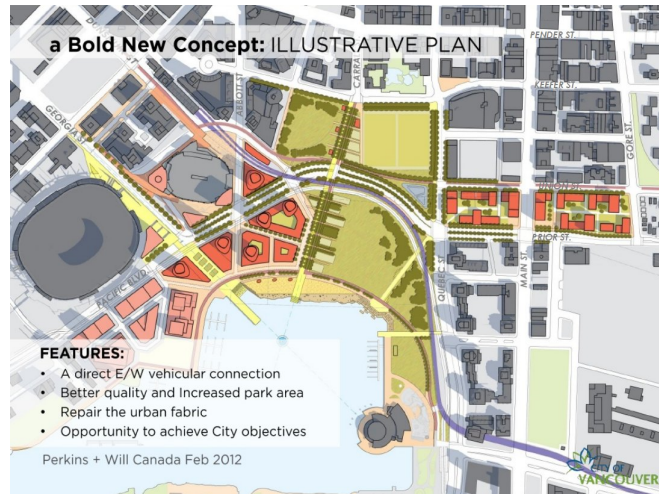 a Bold New Concept: ILLUSTRATIVE PLAN
PENDER ST.
KEEFER ST.
ABBOTT ST
GEORGIA ST
GORE ST.
UNION ST.
PRIOR ST.
QUEBEC ST
MAIN ST.
PACIFIC BLVD.
FEATURES:
• A direct E/W vehicular connection
• Better quality and Increased park area
• Repair the urban fabric
• Opportunity to achieve City objectives
Perkins + Will Canada Feb 2012
CITY OF
VANCOUVER